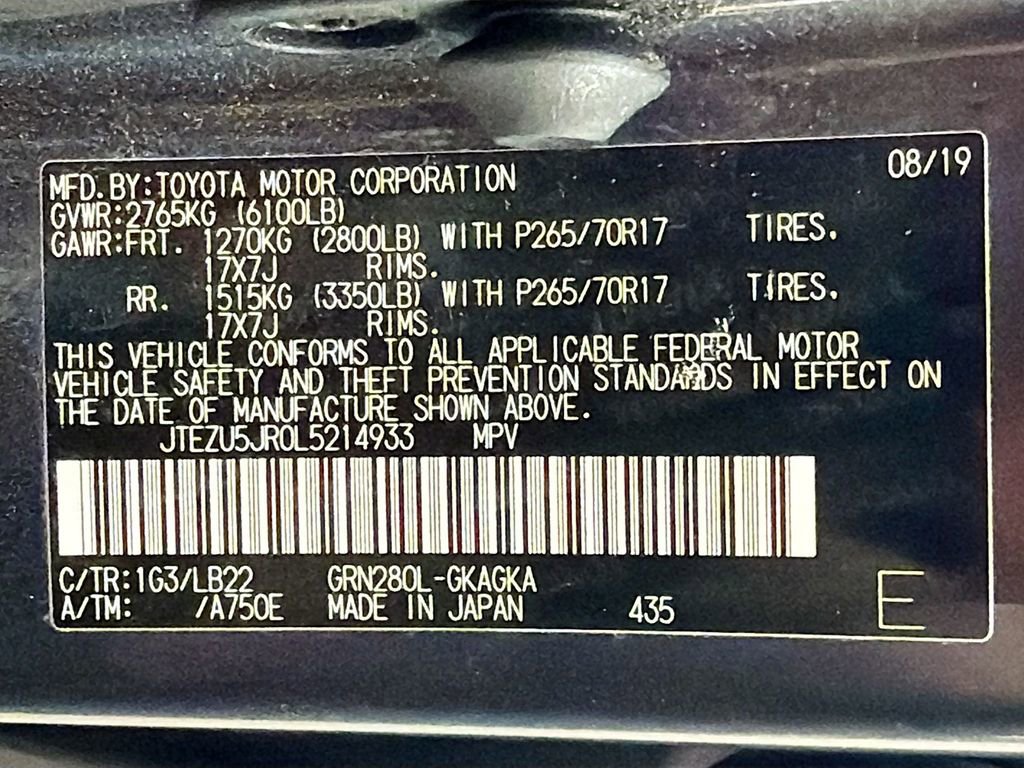 08/19
MFD.BY:TOYOTA MOTOR CORPORATION
GVWR:2765KG (6100LB)
GAWR:FRT. 1270KG (2800LB) WITH P265/70R17 TIRES.
17X7J RIMS.
RR. 1515KG (3350LB) WITH P265/70R17 TIRES.
17X7J RIMS.
THIS VEHICLE CONFORMS TO ALL APPLICABLE FEDERAL MOTOR
VEHICLE SAFETY AND THEFT PREVENTION STANDARDS IN EFFECT ON
THE DATE OF MANUFACTURE SHOWN ABOVE.
JTEZU5JR0L5214933 MPV
C/TR:1G3/LB22 GRN280L-GKAGKA
A/TM: /A750E MADE IN JAPAN 435 E